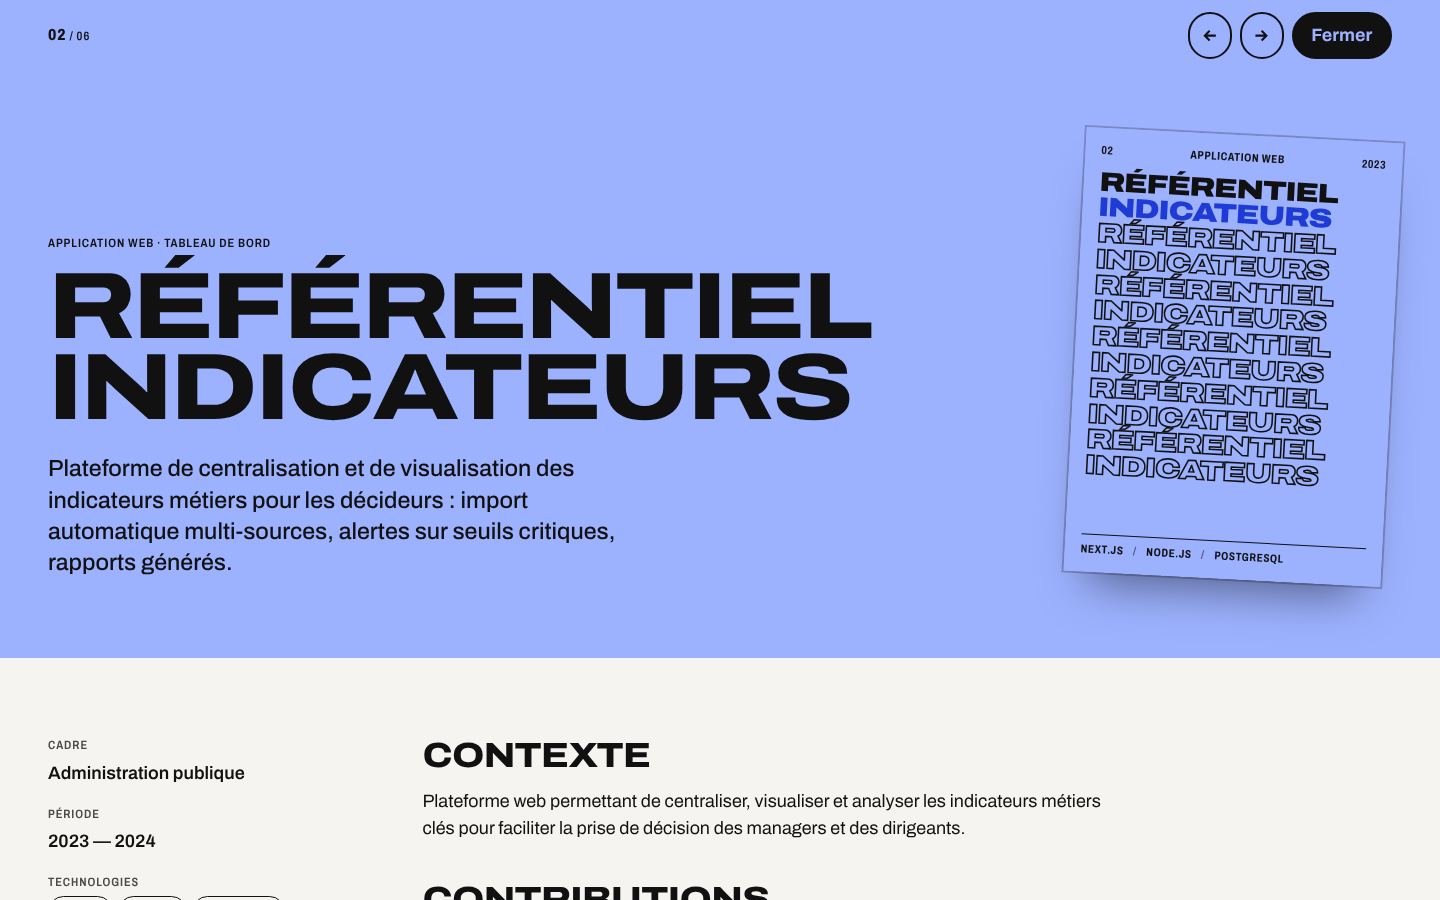 02 / 06
Fermer
APPLICATION WEB · TABLEAU DE BORD
RÉFÉRENTIEL
INDICATEURS
Plateforme de centralisation et de visualisation des
indicateurs métiers pour les décideurs : import
automatique multi-sources, alertes sur seuils critiques,
rapports générés.
02 APPLICATION WEB 2023
RÉFÉRENTIEL
INDICATEURS
RÉFÉRENTIEL
INDICATEURS
RÉFÉRENTIEL
INDICATEURS
RÉFÉRENTIEL
INDICATEURS
RÉFÉRENTIEL
INDICATEURS
RÉFÉRENTIEL
INDICATEURS
NEXT.JS / NODE.JS / POSTGRESQL
CADRE
Administration publique
PÉRIODE
2023 — 2024
TECHNOLOGIES
CONTEXTE
Plateforme web permettant de centraliser, visualiser et analyser les indicateurs métiers
clés pour faciliter la prise de décision des managers et des dirigeants.
CONTRIBUTIONS